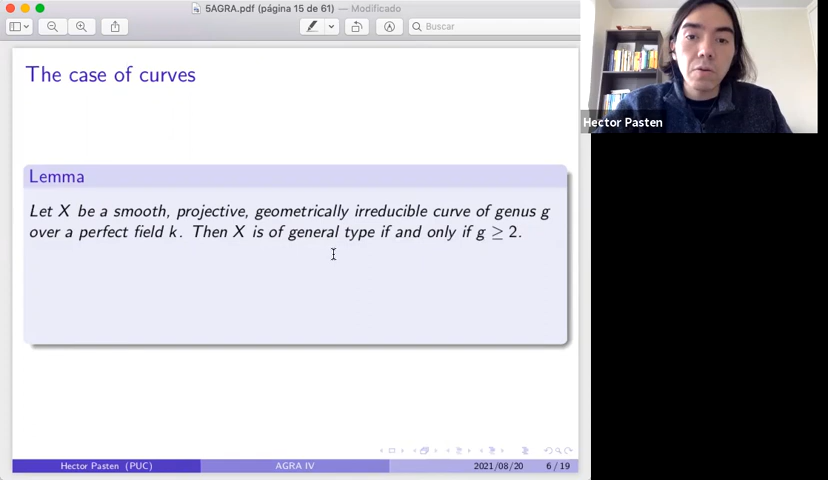 5AGRA.pdf (página 15 de 61) — Modificado
Buscar
The case of curves
Lemma
Let X be a smooth, projective, geometrically irreducible curve of genus g
over a perfect field k. Then X is of general type if and only if g ≥ 2.
Hector Pasten (PUC)
AGRA IV
2021/08/20
6 / 19
Hector Pasten